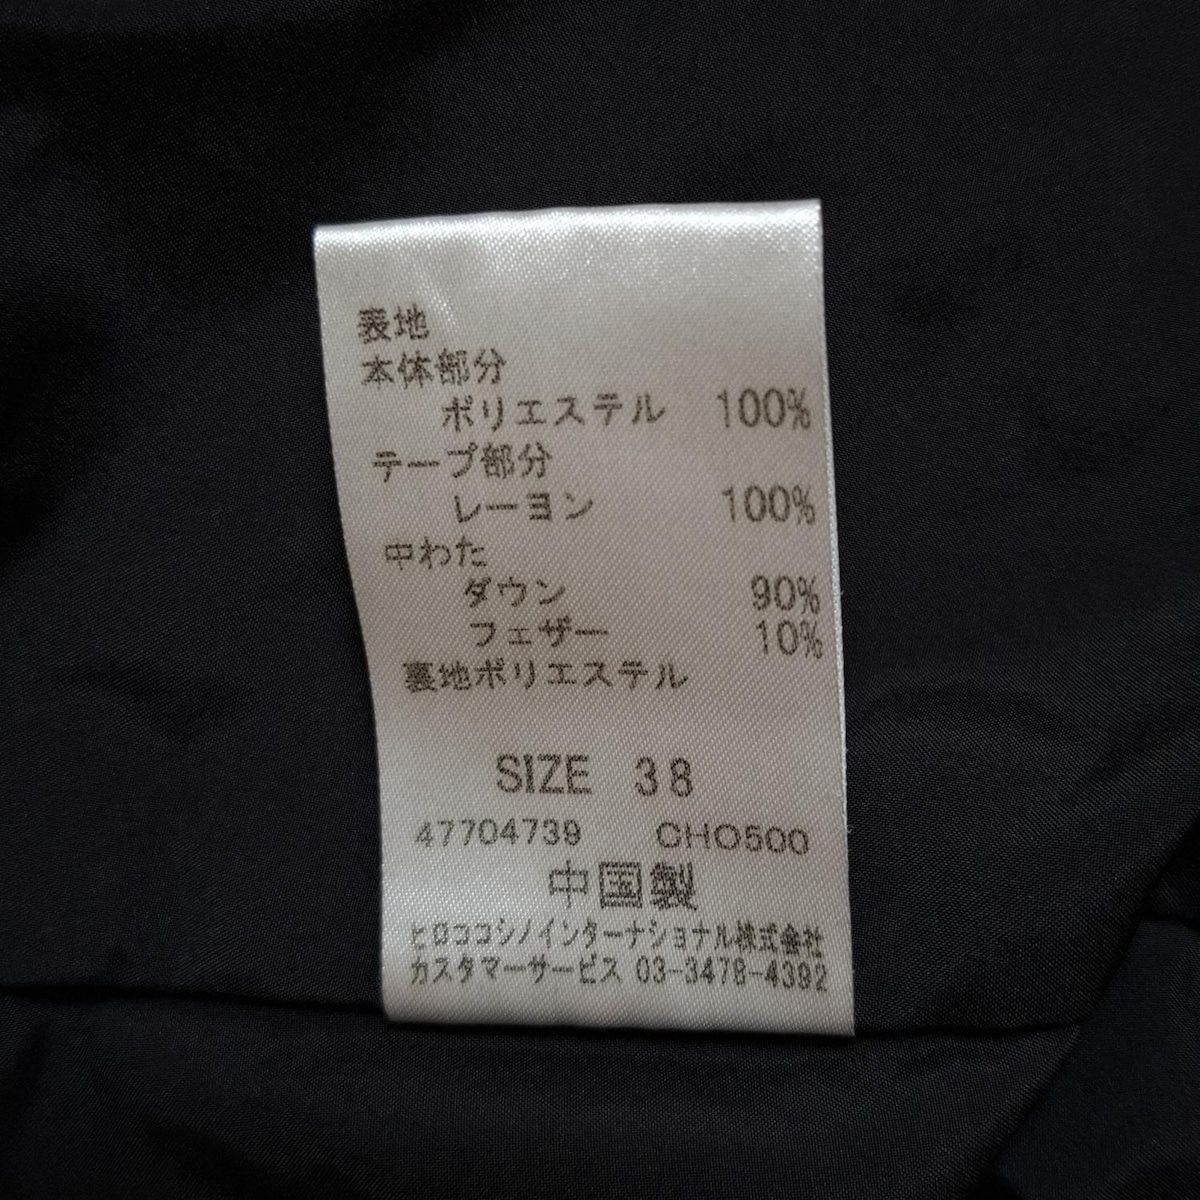 表地
本体部分
ポリエステル 100%
テープ部分
レーヨン 100%
中わた
ダウン 90%
フェザー 10%
裏地ポリエステル
SIZE 38
47704739 CHO500
中国製
ヒロココシノインターナショナル株式会社
カスタマーサービス 03-3478-4392